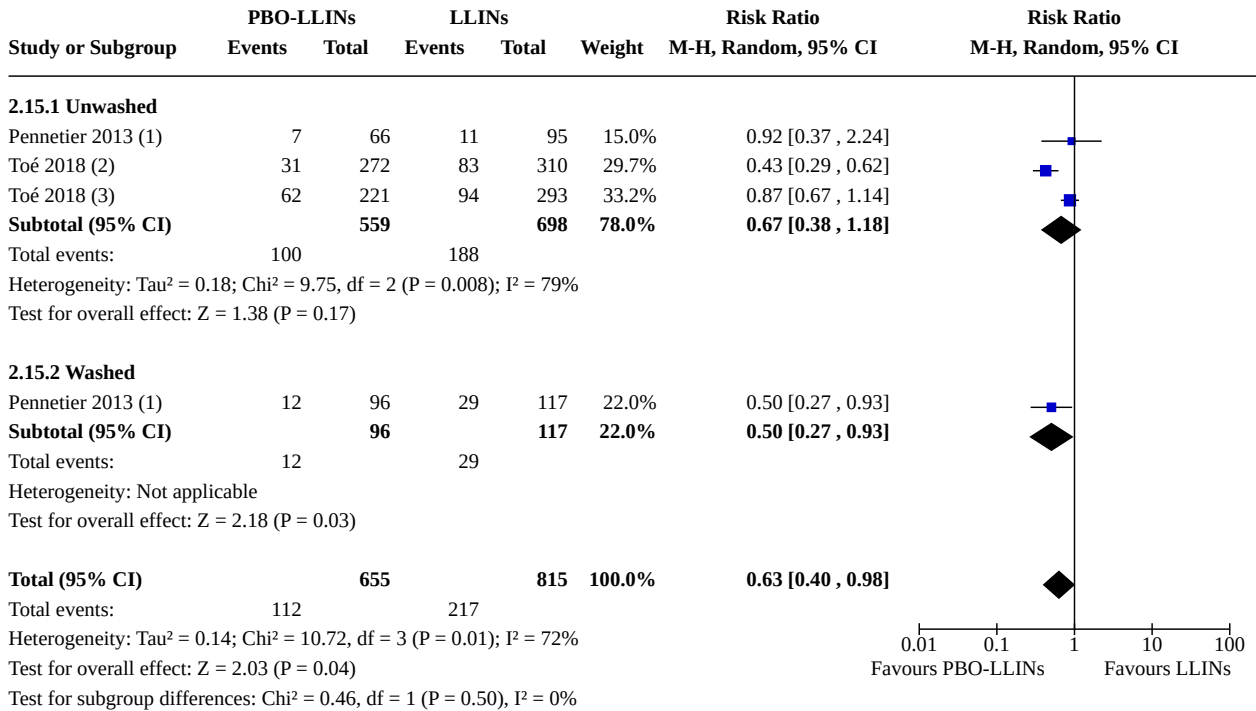 PBO-LLINs LLINs Risk Ratio Risk Ratio
Study or Subgroup Events Total Events Total Weight M-H, Random, 95% CI M-H, Random, 95% CI
2.15.1 Unwashed
Pennetier 2013 (1) 7 66 11 95 15.0% 0.92 [0.37 , 2.24]
Toé 2018 (2) 31 272 83 310 29.7% 0.43 [0.29 , 0.62]
Toé 2018 (3) 62 221 94 293 33.2% 0.87 [0.67 , 1.14]
Subtotal (95% CI) 559 698 78.0% 0.67 [0.38 , 1.18]
Total events: 100 188
Heterogeneity: Tau² = 0.18; Chi² = 9.75, df = 2 (P = 0.008); I² = 79%
Test for overall effect: Z = 1.38 (P = 0.17)
2.15.2 Washed
Pennetier 2013 (1) 12 96 29 117 22.0% 0.50 [0.27 , 0.93]
Subtotal (95% CI) 96 117 22.0% 0.50 [0.27 , 0.93]
Total events: 12 29
Heterogeneity: Not applicable
Test for overall effect: Z = 2.18 (P = 0.03)
Total (95% CI) 655 815 100.0% 0.63 [0.40 , 0.98]
Total events: 112 217
Heterogeneity: Tau² = 0.14; Chi² = 10.72, df = 3 (P = 0.01); I² = 72%
0.01 0.1 1 10 100
Test for overall effect: Z = 2.03 (P = 0.04) Favours PBO-LLINs Favours LLINs
Test for subgroup differences: Chi² = 0.46, df = 1 (P = 0.50), I² = 0%